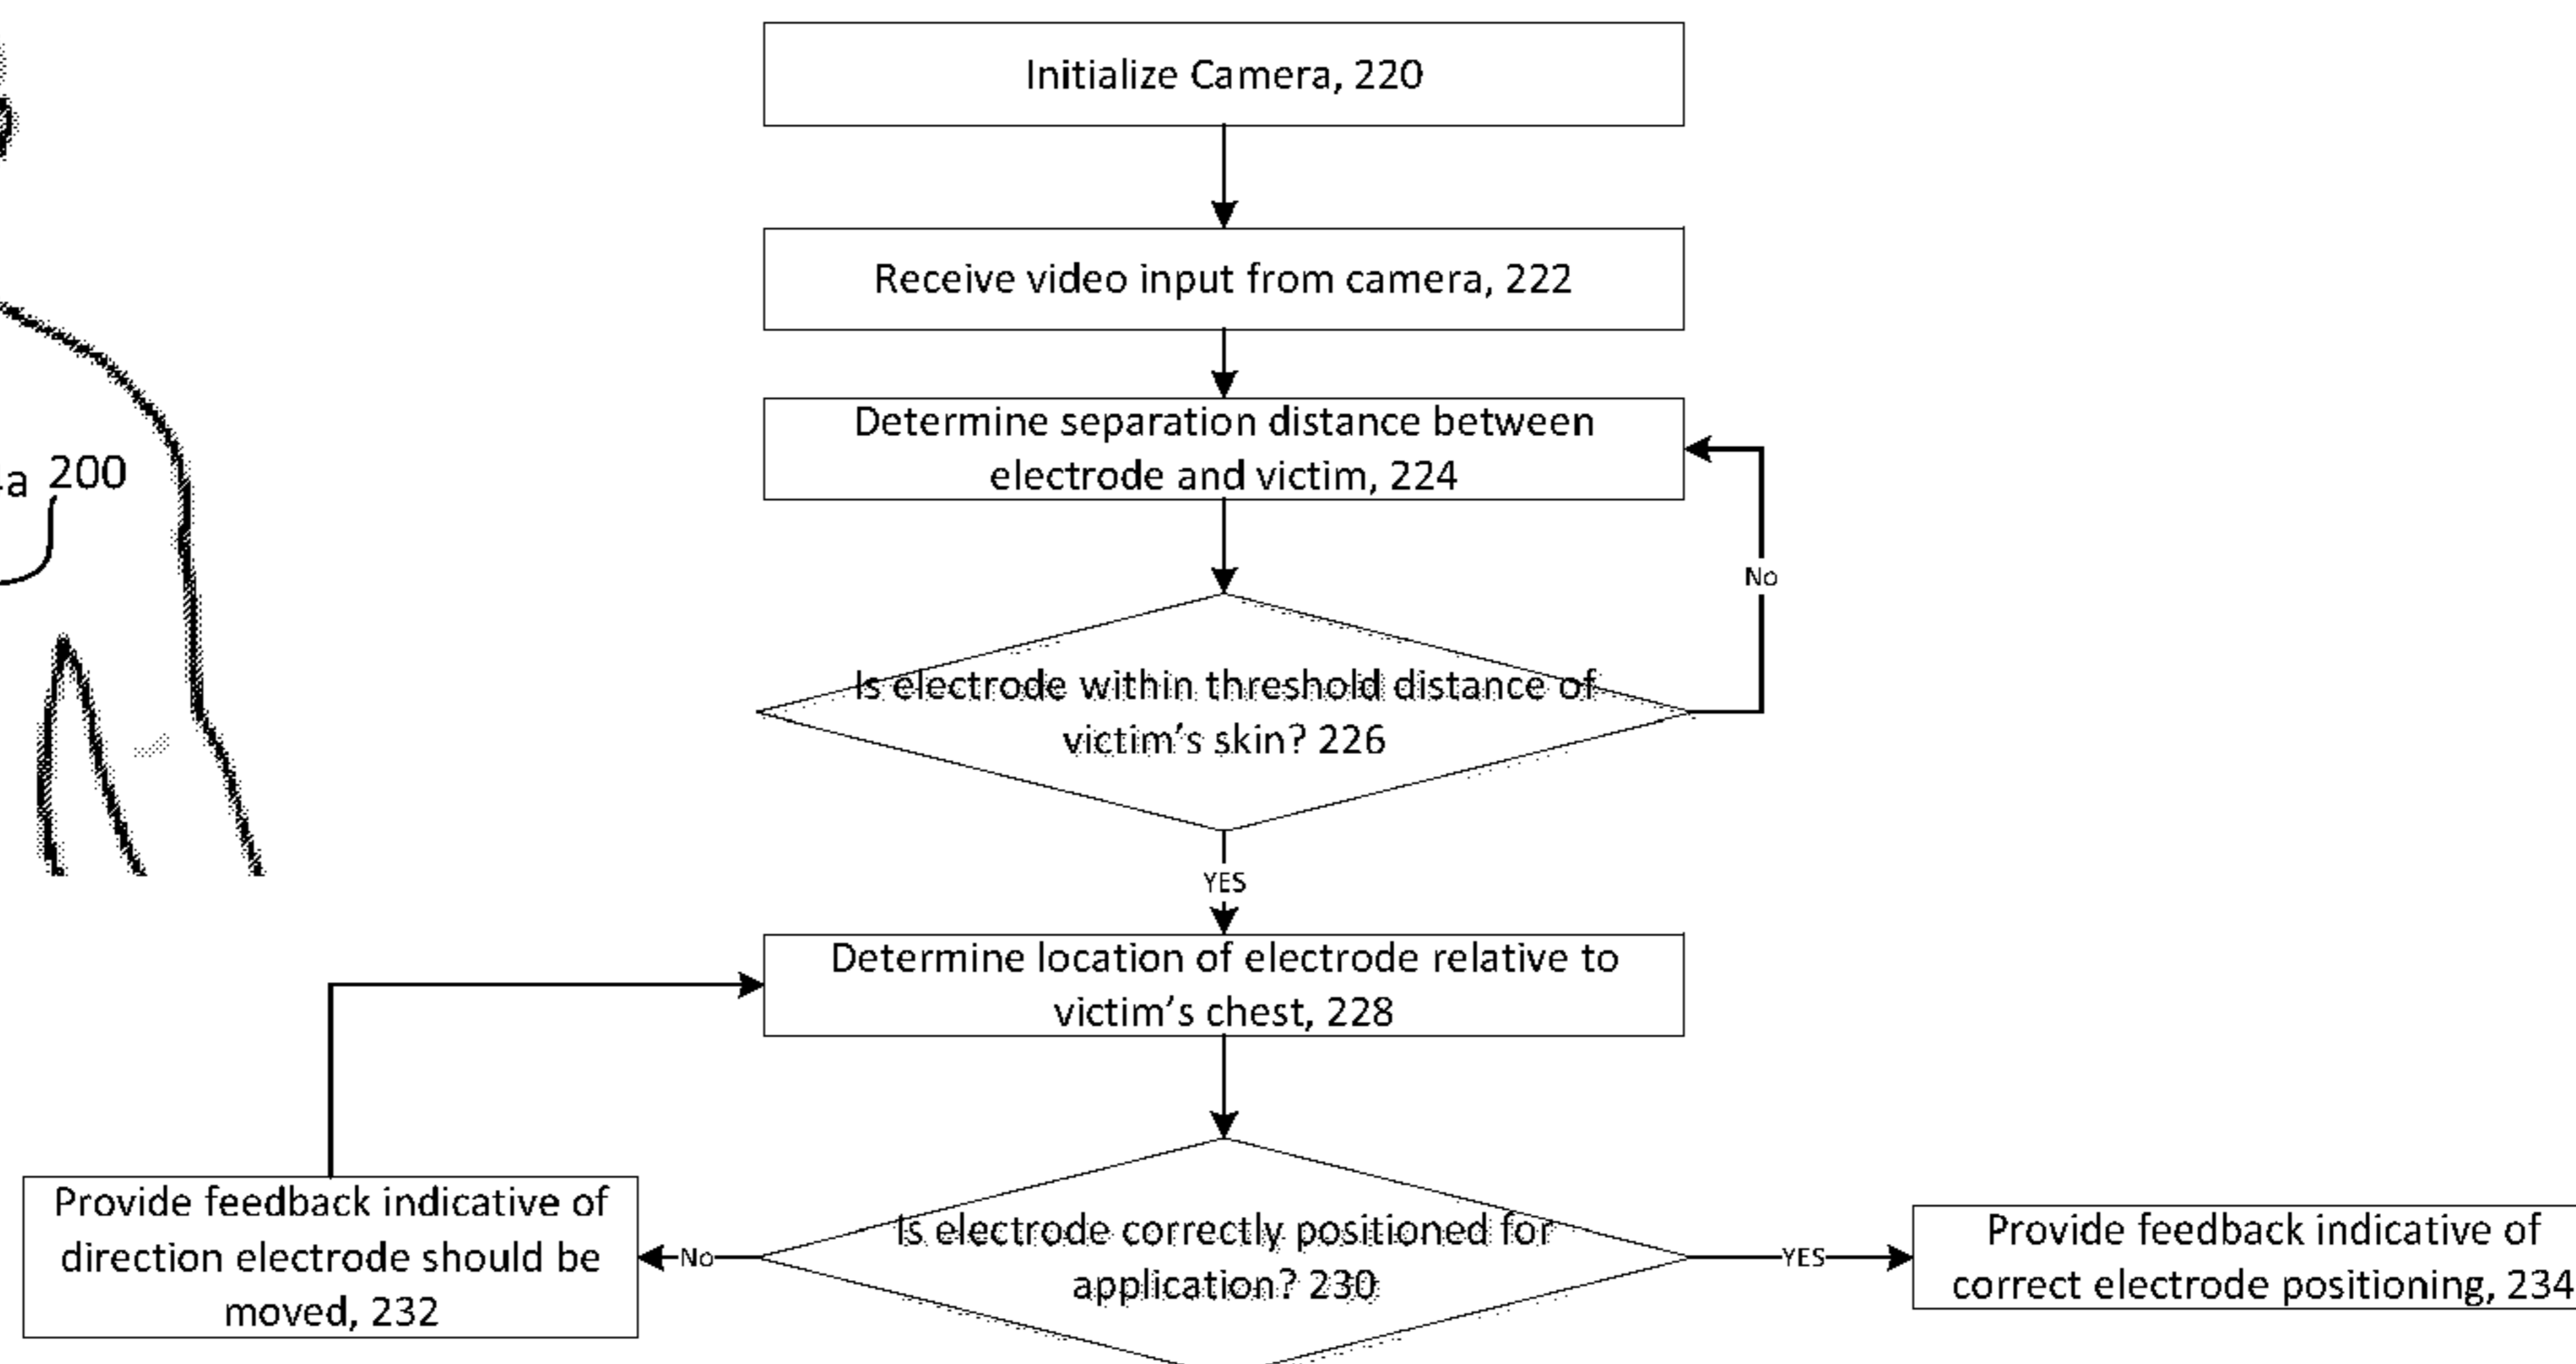 Initialize Camera, 220
Receive video input from camera, 222
Determine separation distance between
electrode and victim, 224
a 200
No
Is electrode within threshold distance of
victim's skin? 226
YES
Determine location of electrode relative to
victim's chest, 228
Provide feedback indicative of
direction electrode should be
moved, 232
No
Is electrode correctly positioned for
application? 230
YES
Provide feedback indicative of
correct electrode positioning, 234